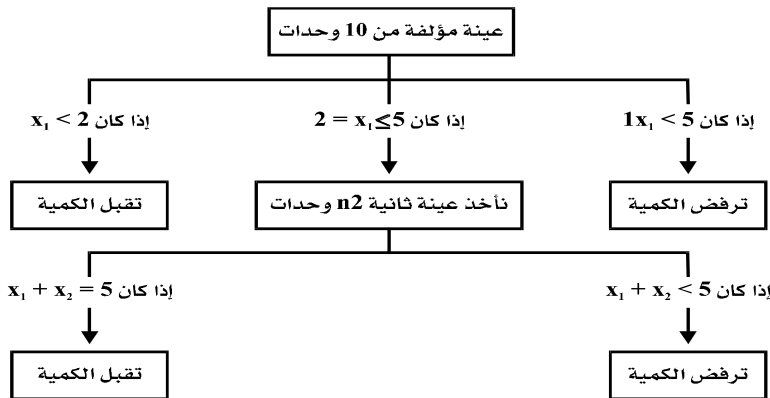 عينة مؤلفة من 10 وحدات
إذا كان 1x₁ < 5
إذا كان 2 = x₁≤5
إذا كان x₁ < 2
ترفض الكمية
نأخذ عينة ثانية n2 وحدات
تقبل الكمية
إذا كان x₁ + x₂ < 5
إذا كان x₁ + x₂ = 5
ترفض الكمية
تقبل الكمية